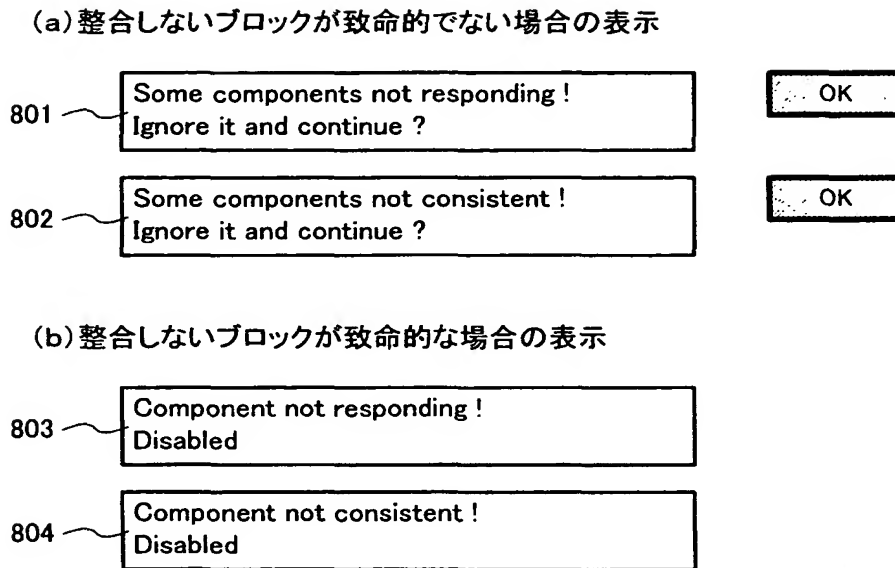 (a)整合しないブロックが致命的でない場合の表示
801
Some components not responding !
Ignore it and continue ?
OK
802
Some components not consistent !
Ignore it and continue ?
OK
(b)整合しないブロックが致命的な場合の表示
803
Component not responding !
Disabled
804
Component not consistent !
Disabled